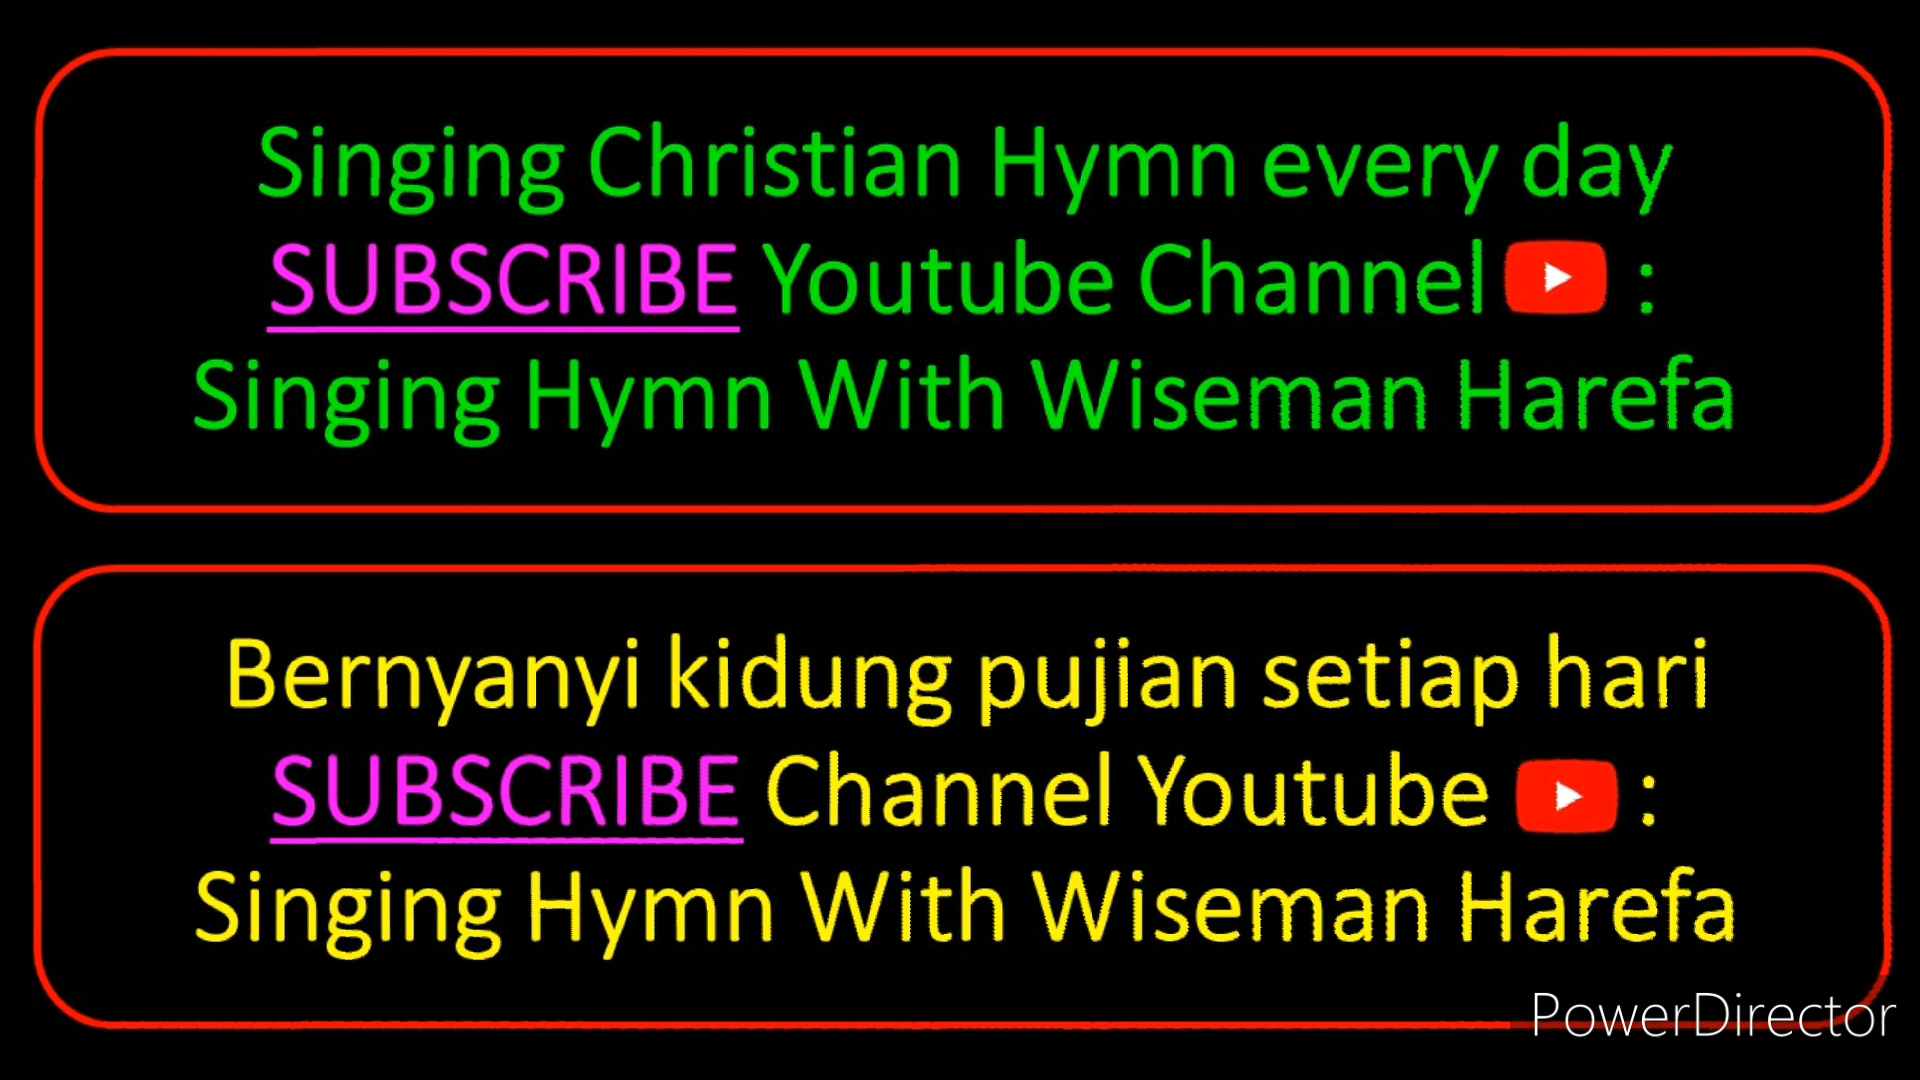 Singing Christian Hymn every day
SUBSCRIBE Youtube Channel :
Singing Hymn With Wiseman Harefa
Bernyanyi kidung pujian setiap hari
SUBSCRIBE Channel Youtube :
Singing Hymn With Wiseman Harefa
PowerDirector